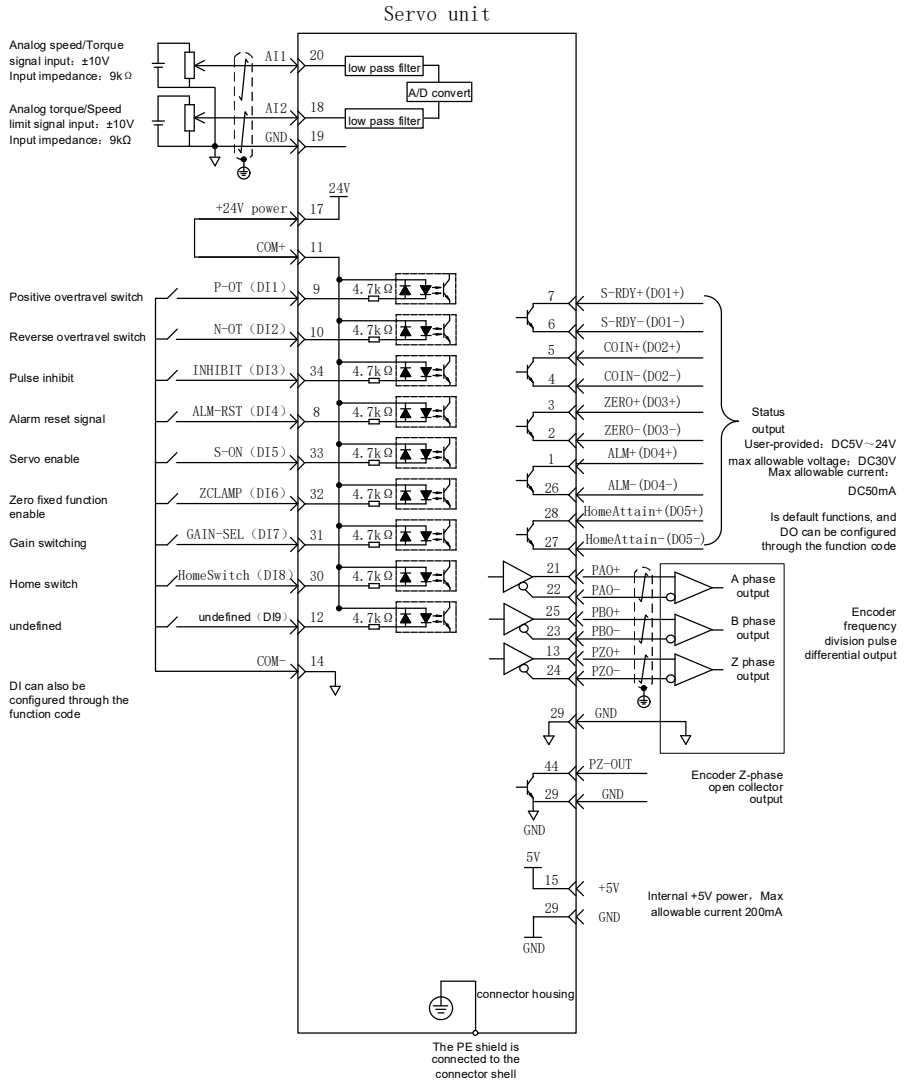 Servo unit
Analog speed/Torque
signal input：±10V
Input impedance：9kΩ
AI1
20
low pass filter
A/D convert
Analog torque/Speed
limit signal input：±10V
Input impedance：9kΩ
AI2
18
low pass filter
GND
19
24V
+24V power
17
COM+
11
Positive overtravel switch
P-OT（DI1）
9
4.7kΩ
Reverse overtravel switch
N-OT（DI2）
10
4.7kΩ
Pulse inhibit
INHIBIT（DI3）
34
4.7kΩ
Alarm reset signal
ALM-RST（DI4）
8
4.7kΩ
Servo enable
S-ON（DI5）
33
4.7kΩ
Zero fixed function
enable
ZCLAMP（DI6）
32
4.7kΩ
Gain switching
GAIN-SEL（DI7）
31
4.7kΩ
Home switch
HomeSwitch（DI8）
30
4.7kΩ
undefined
undefined（DI9）
12
4.7kΩ
COM-
14
DI can also be
configured through the
function code
7
S-RDY+(DO1+)
6
S-RDY-(DO1-)
5
COIN+(DO2+)
4
COIN-(DO2-)
3
ZERO+(DO3+)
2
ZERO-(DO3-)
1
ALM+(DO4+)
26
ALM-(DO4-)
28
HomeAttain+(DO5+)
27
HomeAttain-(DO5-)
Status
output
User-provided：DC5V～24V
max allowable voltage：DC30V
Max allowable current：
DC50mA
Is default functions, and
DO can be configured
through the function code
21
PAO+
22
PAO-
A phase
output
25
PBO+
23
PBO-
B phase
output
13
PZO+
24
PZO-
Z phase
output
Encoder
frequency
division pulse
differential output
29
GND
44
PZ-OUT
29
GND
GND
Encoder Z-phase
open collector
output
5V
15
+5V
29
GND
GND
Internal +5V power，Max
allowable current 200mA
connector housing
The PE shield is
connected to the
connector shell